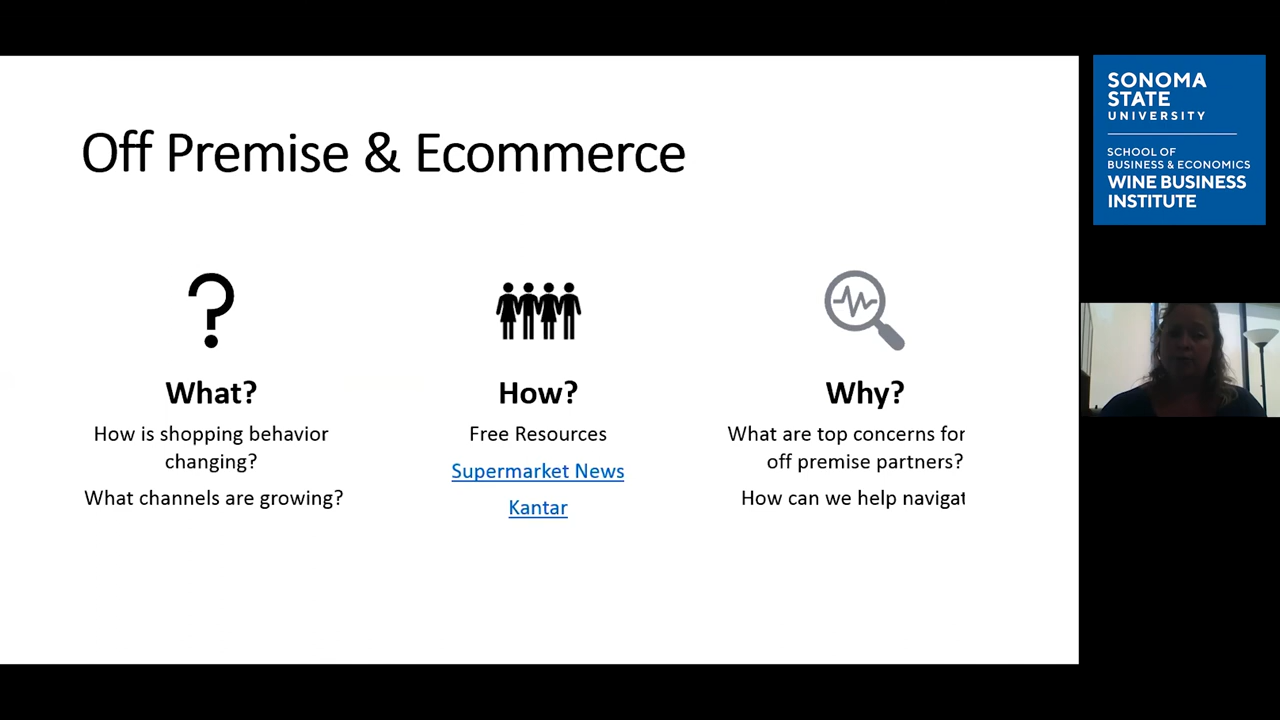 Off Premise & Ecommerce
What?
How is shopping behavior
changing?
What channels are growing?
How?
Free Resources
Supermarket News
Kantar
Why?
What are top concerns for
off premise partners?
How can we help navigat
SONOMA
STATE
UNIVERSITY
SCHOOL OF
BUSINESS & ECONOMICS
WINE BUSINESS
INSTITUTE